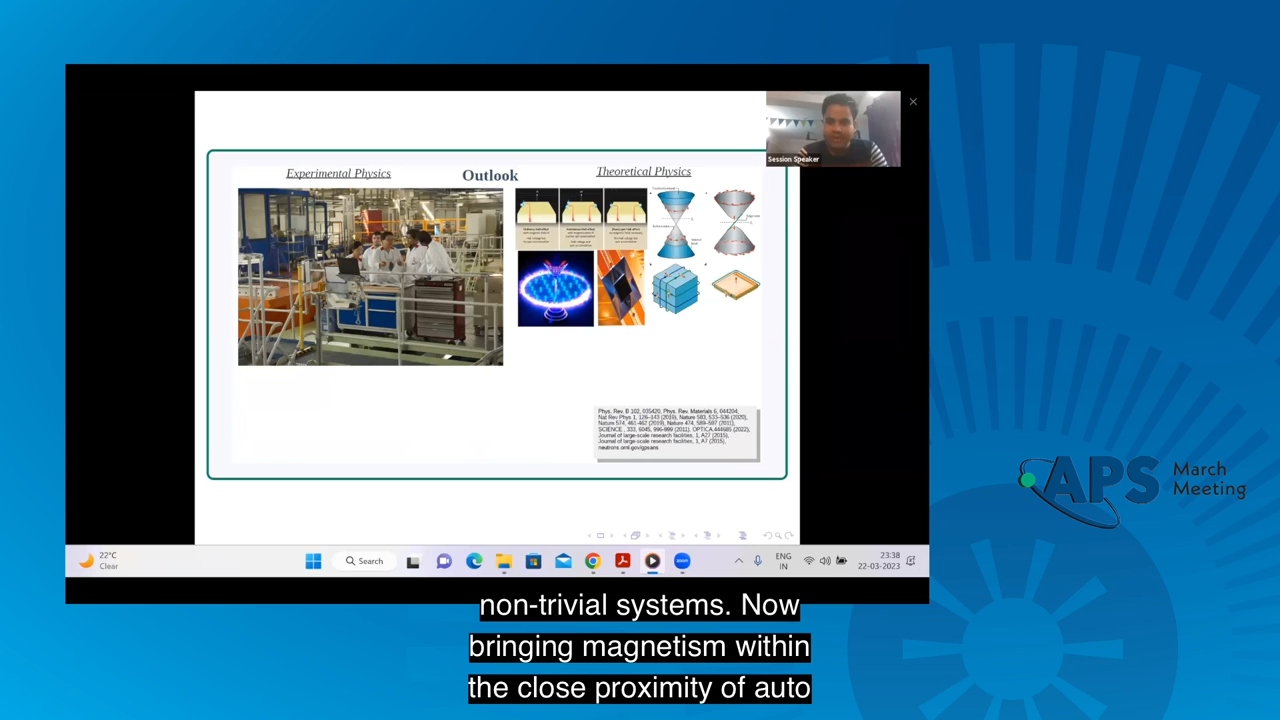 Session Speaker
Experimental Physics
Outlook
Theoretical Physics
Phys. Rev. B 102, 035420, Phys. Rev. Materials 6, 044204,
Nat Rev Phys 1, 126–143 (2019), Nature 583, 533–536 (2020),
Nature 574, 461-462 (2019), Nature 474, 589–597 (2011),
SCIENCE , 333, 6045, 996-999 (2011), OPTICA.444685 (2022),
Journal of large-scale research facilities, 1, A27 (2015),
Journal of large-scale research facilities, 1, A7 (2015),
neutrons.ornl.gov/gpsans
APS March
Meeting
22°C
Clear
Search
ENG
IN
23:38
22-03-2023
non-trivial systems. Now
bringing magnetism within
the close proximity of auto